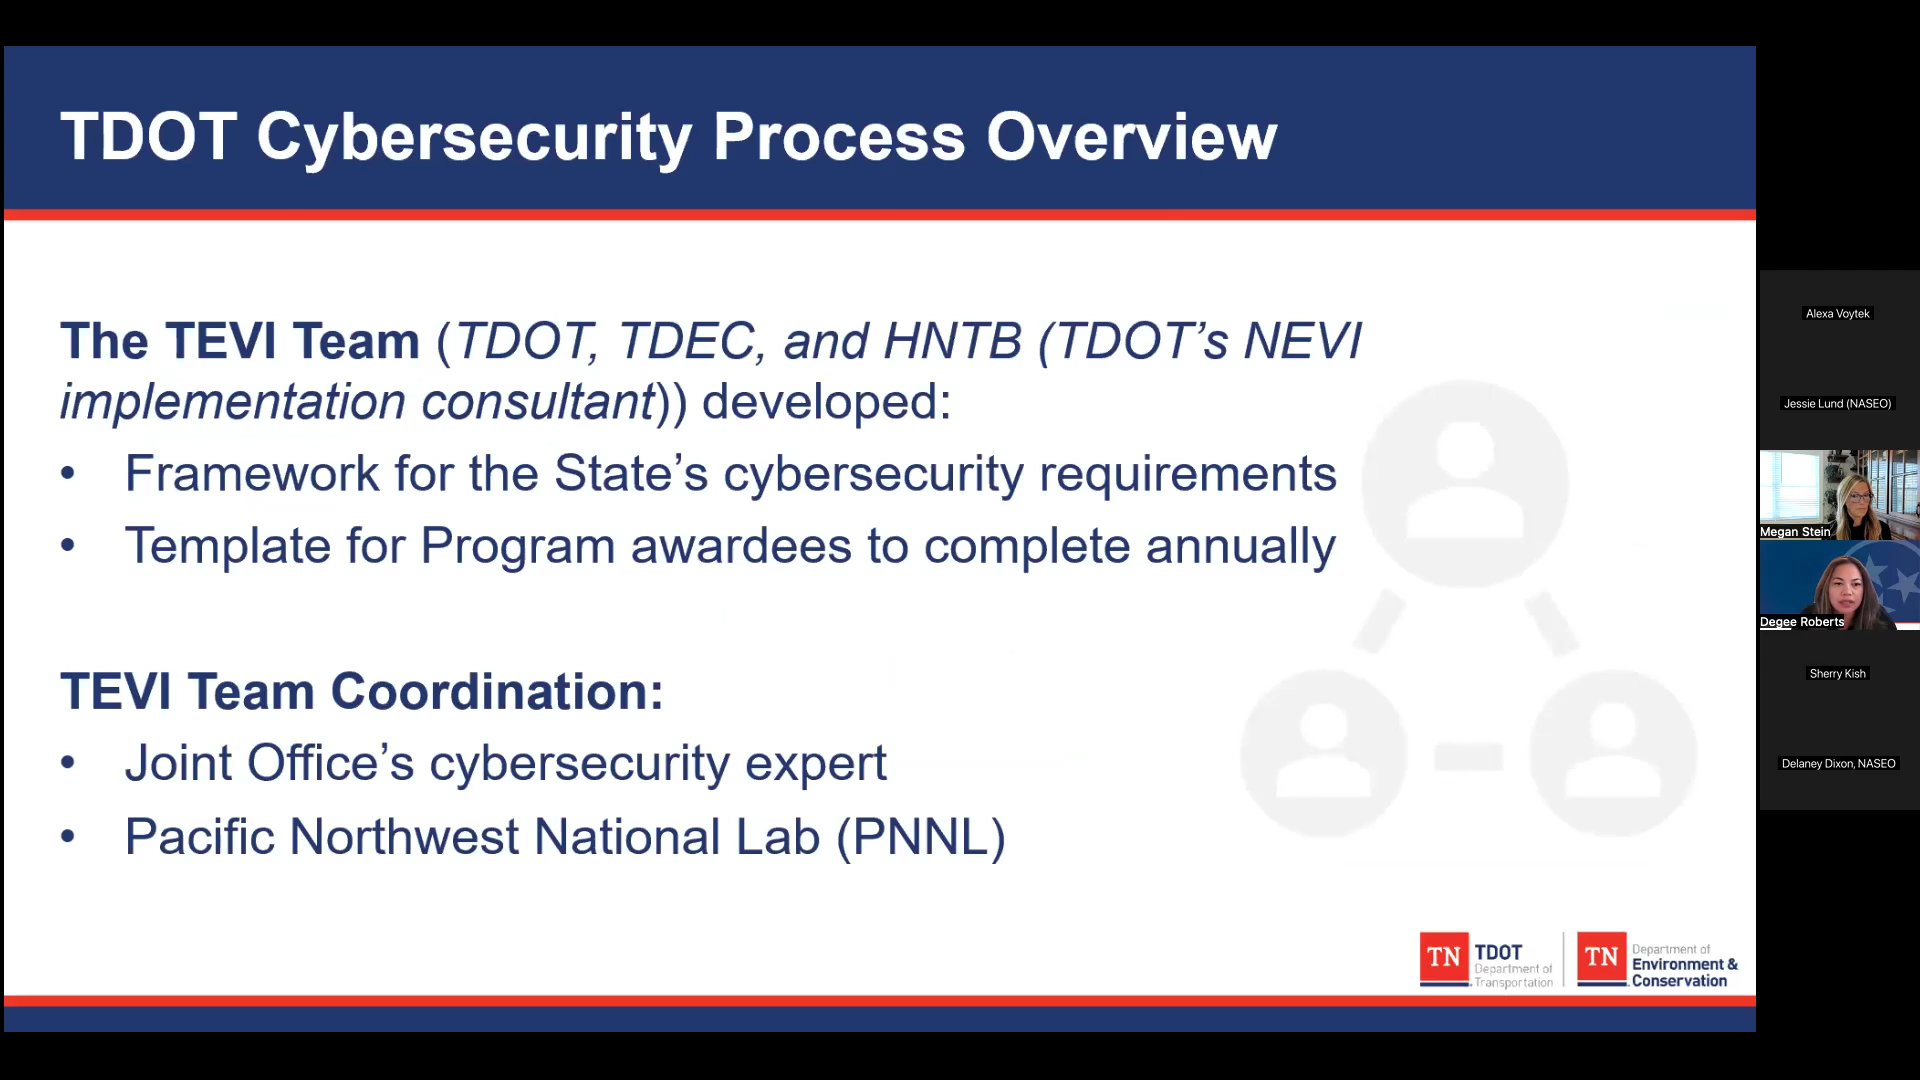 TDOT Cybersecurity Process Overview
The TEVI Team (TDOT, TDEC, and HNTB (TDOT’s NEVI
implementation consultant)) developed:
• Framework for the State’s cybersecurity requirements
• Template for Program awardees to complete annually
TEVI Team Coordination:
• Joint Office’s cybersecurity expert
• Pacific Northwest National Lab (PNNL)
TN
TDOT
Department of
Transportation
TN
Department of
Environment &
Conservation
Alexa Voytek
Jessie Lund (NASEO)
Megan Stein
Degee Roberts
Sherry Kish
Delaney Dixon, NASEO